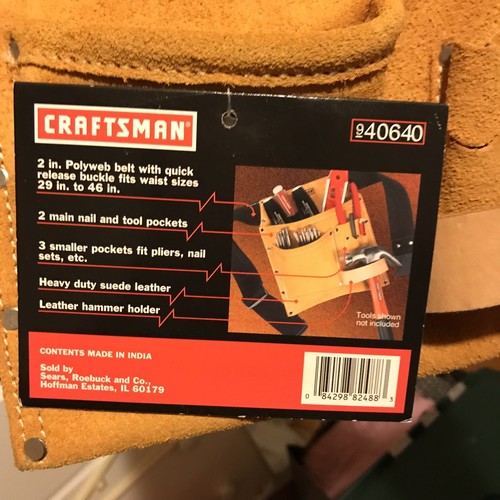 CRAFTSMAN®
940640
2 in. Polyweb belt with quick
release buckle fits waist sizes
29 in. to 46 in.
2 main nail and tool pockets
3 smaller pockets fit pliers, nail
sets, etc.
Heavy duty suede leather
Leather hammer holder
Tools shown
not included
CONTENTS MADE IN INDIA
Sold by
Sears, Roebuck and Co.,
Hoffman Estates, IL 60179
0 84298 82488 3